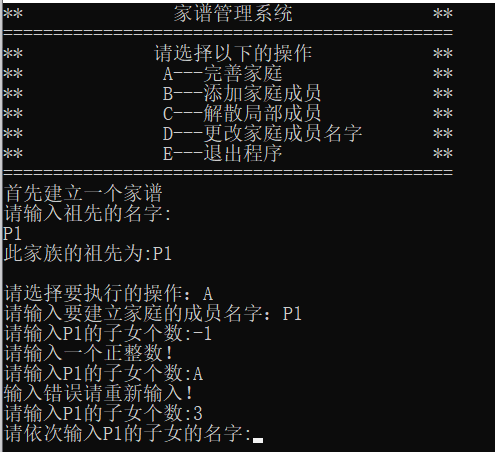 **               家谱管理系统              **
=============================================
**             请选择以下的操作            **
**              A---完善家庭               **
**              B---添加家庭成员           **
**              C---解散局部成员           **
**              D---更改家庭成员名字       **
**              E---退出程序               **
=============================================
首先建立一个家谱
请输入祖先的名字:
P1
此家族的祖先为:P1
请选择要执行的操作：A
请输入要建立家庭的成员名字：P1
请输入P1的子女个数:-1
请输入一个正整数!
请输入P1的子女个数:A
输入错误请重新输入!
请输入P1的子女个数:3
请依次输入P1的子女的名字: